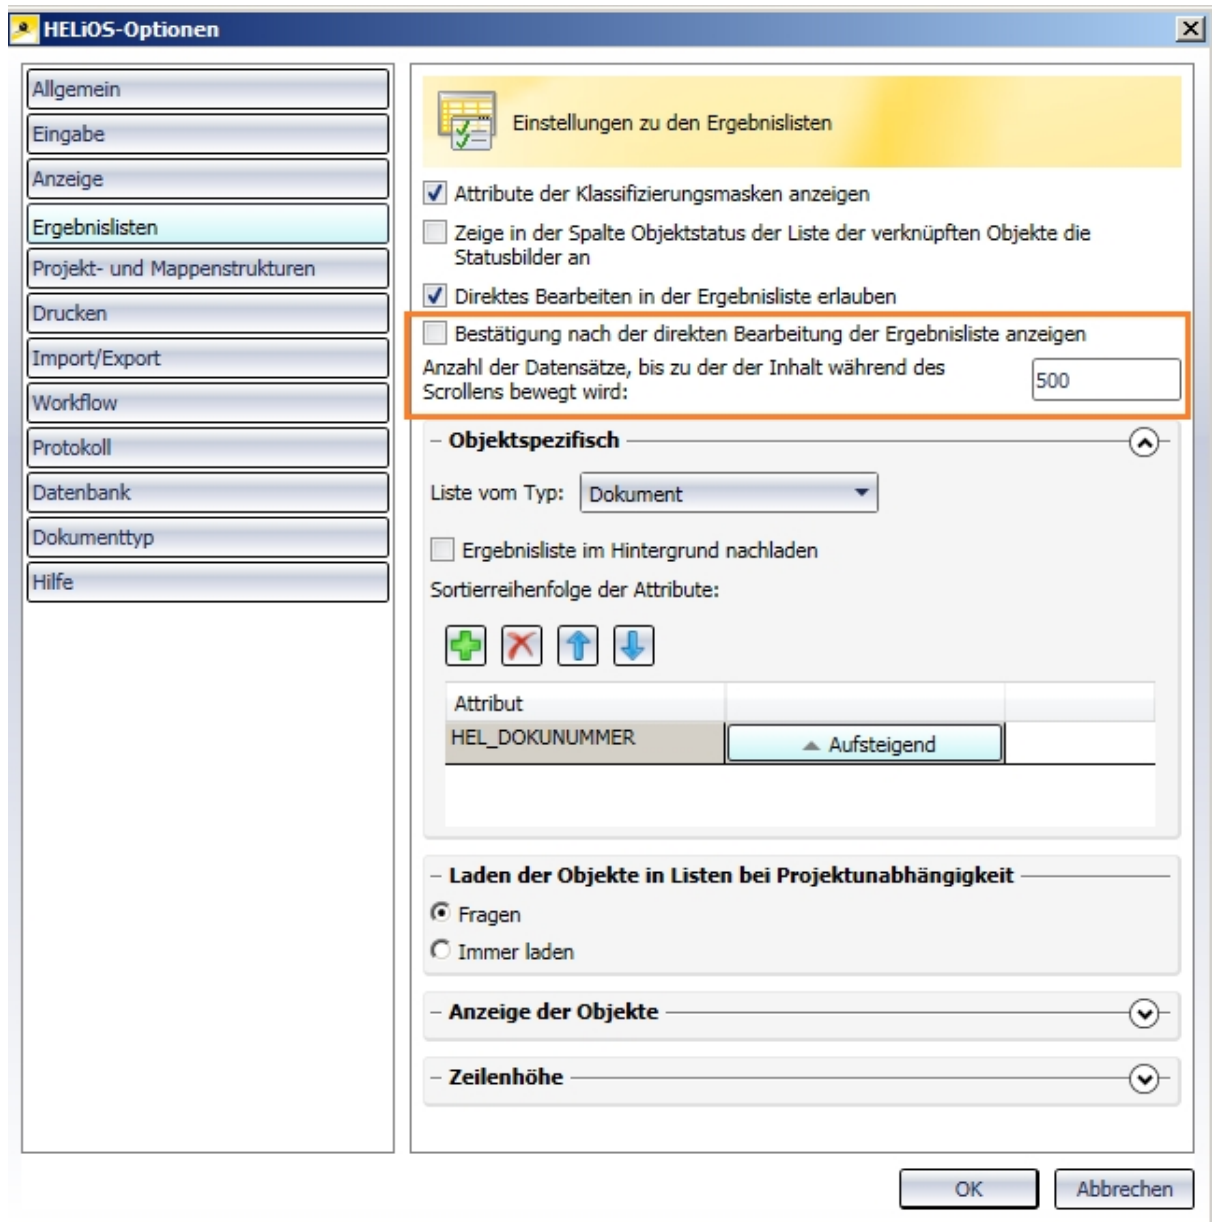 HELiOS-Optionen
Allgemein
Eingabe
Anzeige
Ergebnislisten
Projekt- und Mappenstrukturen
Drucken
Import/Export
Workflow
Protokoll
Datenbank
Dokumenttyp
Hilfe
Einstellungen zu den Ergebnislisten
Attribute der Klassifizierungsmasken anzeigen
Zeige in der Spalte Objektstatus der Liste der verknüpften Objekte die
Statusbilder an
Direktes Bearbeiten in der Ergebnisliste erlauben
Bestätigung nach der direkten Bearbeitung der Ergebnisliste anzeigen
Anzahl der Datensätze, bis zu der der Inhalt während des
Scrollens bewegt wird:
500
Objektspezifisch
Liste vom Typ: Dokument
Ergebnisliste im Hintergrund nachladen
Sortierreihenfolge der Attribute:
Attribut
HEL_DOKUNUMMER Aufsteigend
Laden der Objekte in Listen bei Projektunabhängigkeit
Fragen
Immer laden
Anzeige der Objekte
Zeilenhöhe
OK Abbrechen